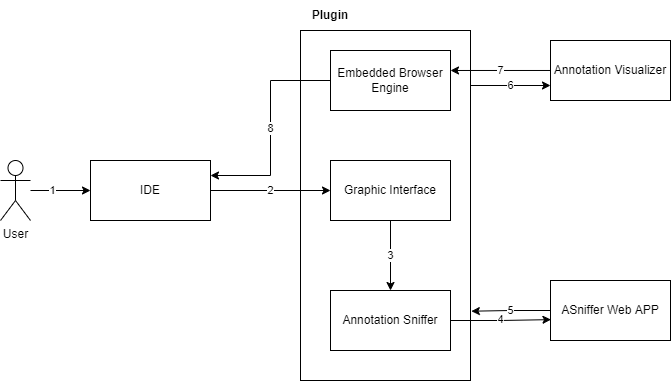 Plugin
Embedded Browser
Engine
7
Annotation Visualizer
6
8
1
IDE
2
Graphic Interface
User
3
Annotation Sniffer
5
ASniffer Web APP
4